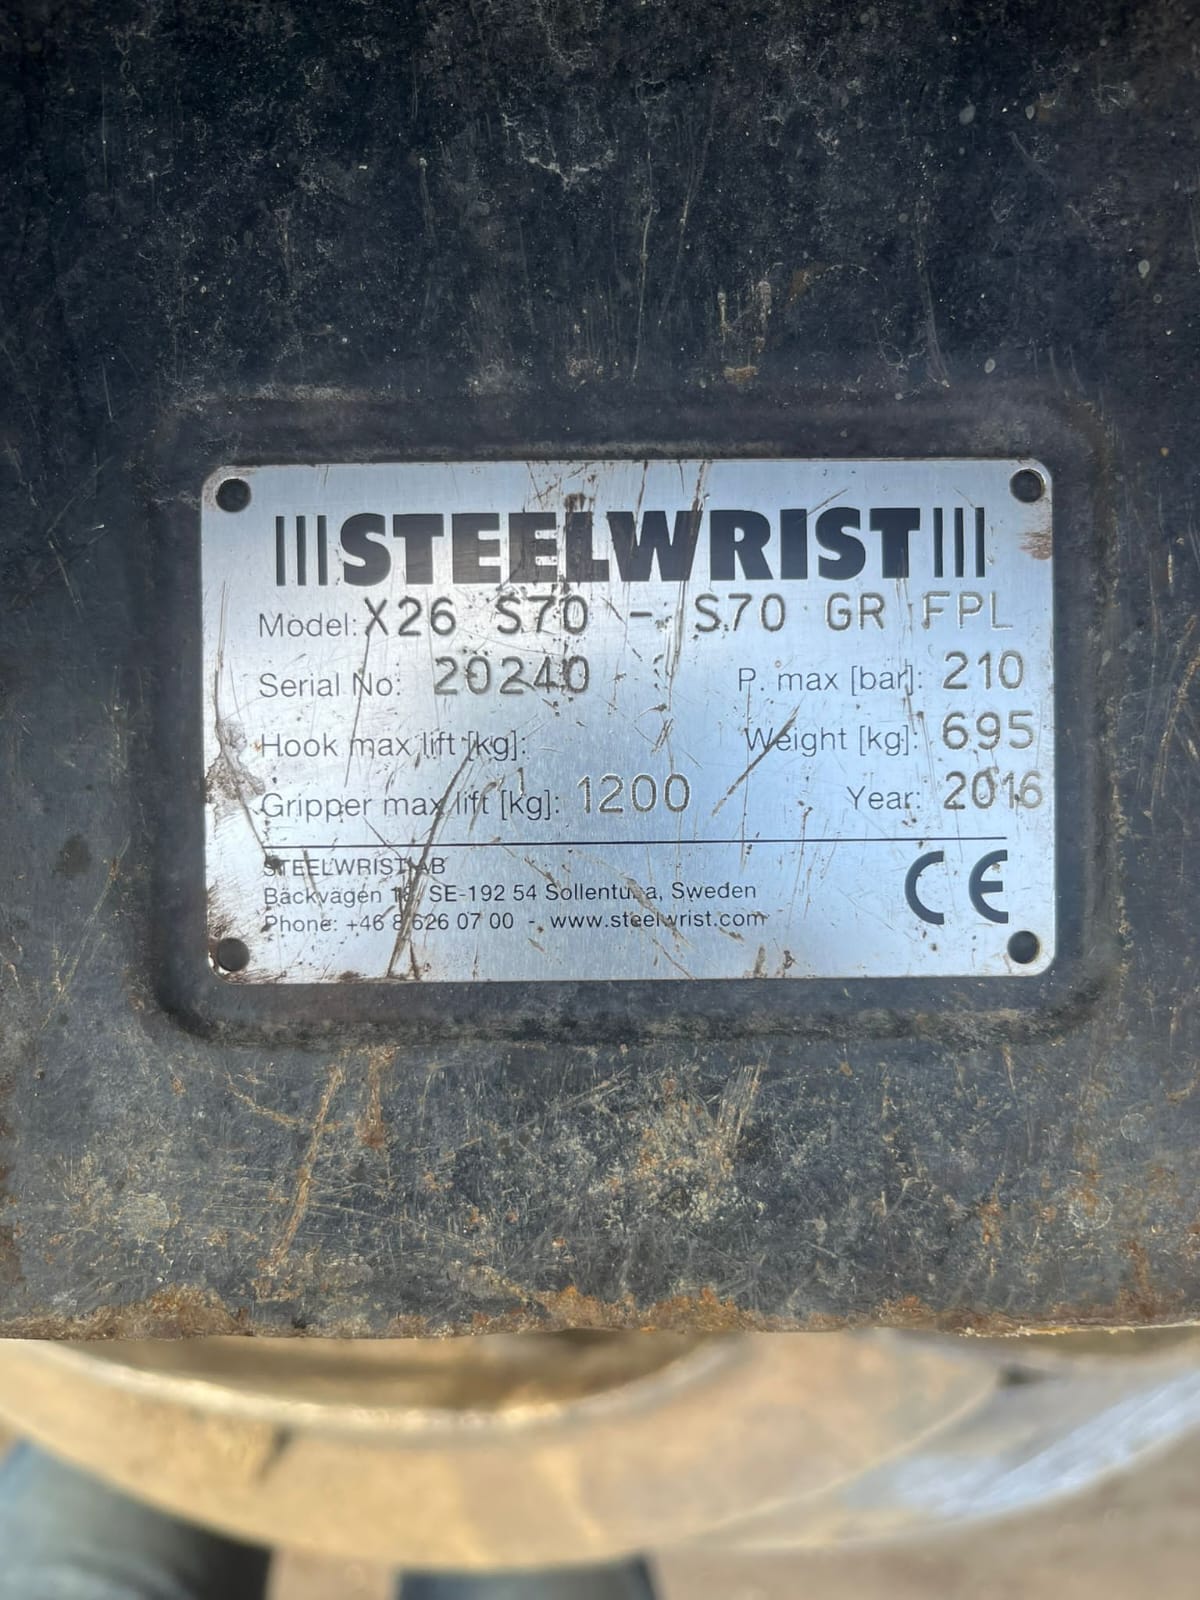 STEELWRIST
Model: X26 S70 - S70 GR FPL
Serial No: 20240 P. max [bar]: 210
Hook max lift [kg]: Weight [kg]: 695
Gripper max lift [kg]: 1200 Year: 2016
STEELWRIST AB
Bäckvägen 18, SE-192 54 Sollentuna, Sweden
Phone: +46 8 626 07 00 - www.steelwrist.com
CE